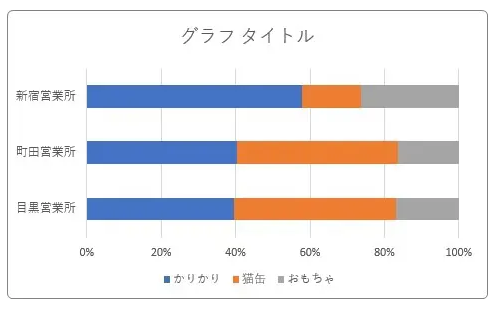 グラフ タイトル
新宿営業所
町田営業所
目黒営業所
0% 20% 40% 60% 80% 100%
かりかり 猫缶 おもちゃ